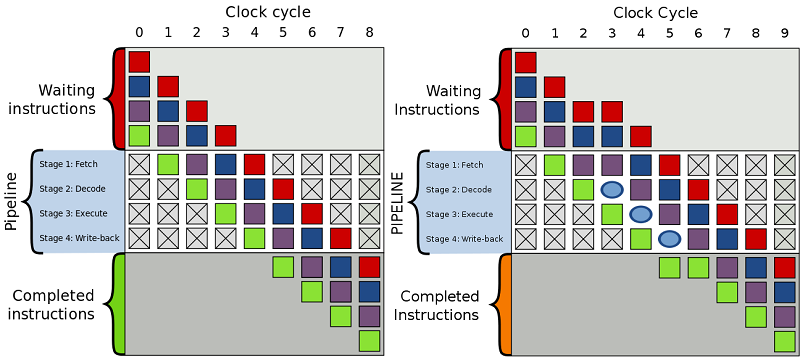 Clock cycle
0 1 2 3 4 5 6 7 8
Waiting
instructions
Pipeline
Stage 1: Fetch
Stage 2: Decode
Stage 3: Execute
Stage 4: Write-back
Completed
instructions
Clock Cycle
0 1 2 3 4 5 6 7 8 9
Waiting
Instructions
PIPELINE
Stage 1: Fetch
Stage 2: Decode
Stage 3: Execute
Stage 4: Write-back
Completed
Instructions